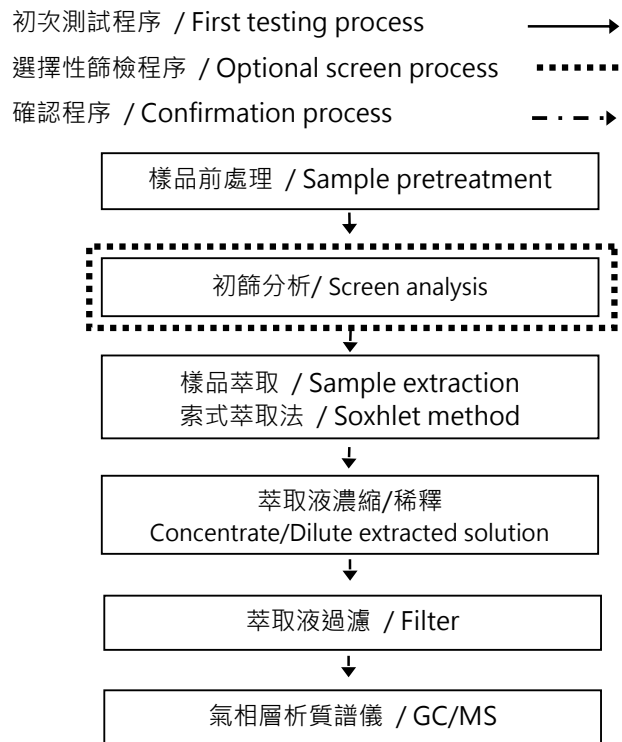 初次測試程序 / First testing process
選擇性篩檢程序 / Optional screen process
確認程序 / Confirmation process
樣品前處理 / Sample pretreatment
初篩分析/ Screen analysis
樣品萃取 / Sample extraction
索式萃取法 / Soxhlet method
萃取液濃縮/稀釋
Concentrate/Dilute extracted solution
萃取液過濾 / Filter
氣相層析質譜儀 / GC/MS